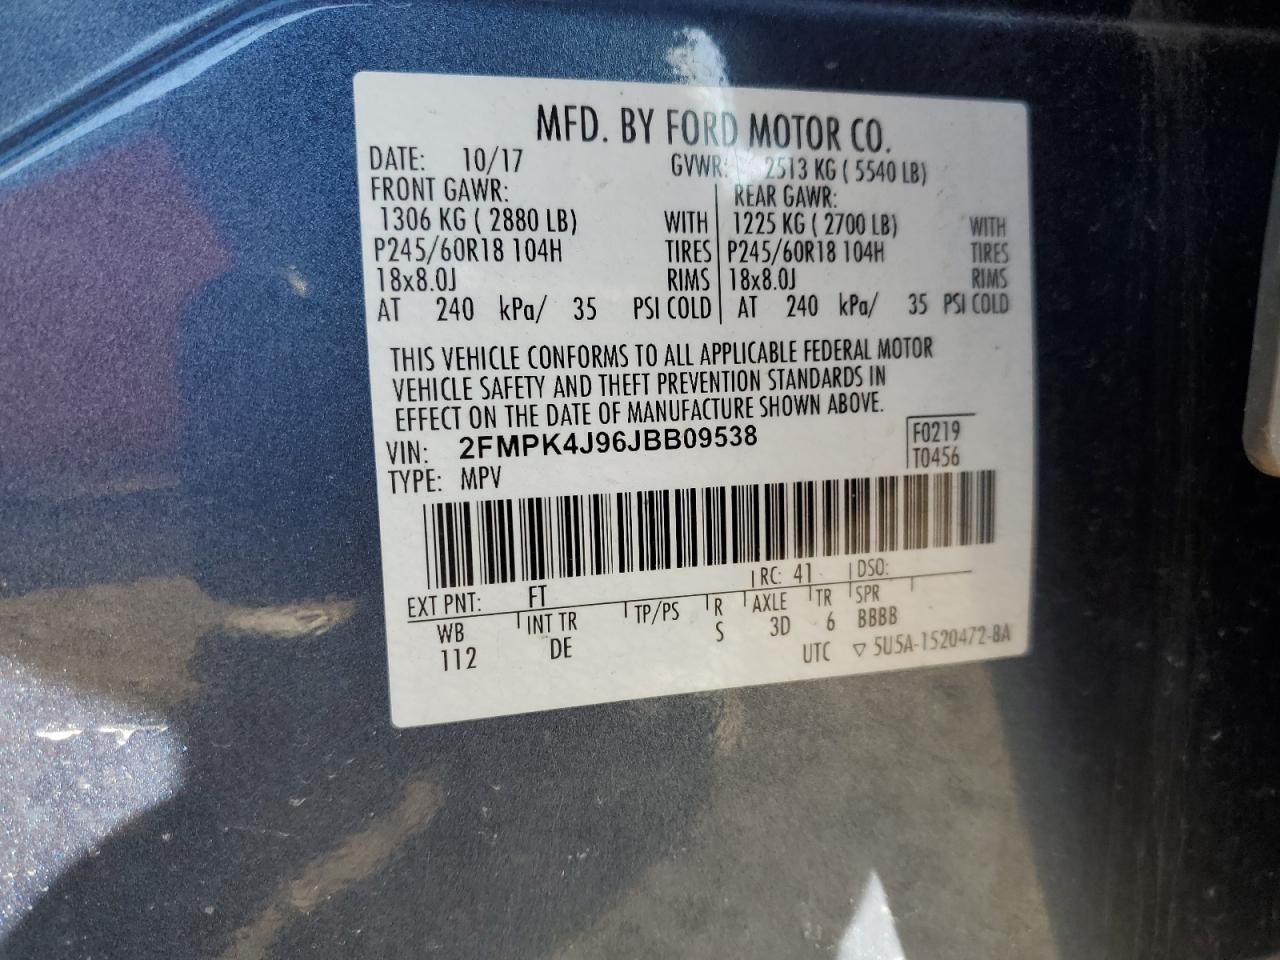 MFD. BY FORD MOTOR CO.
DATE: 10/17 GVWR: 2513 KG ( 5540 LB)
FRONT GAWR: REAR GAWR:
1306 KG ( 2880 LB) WITH 1225 KG ( 2700 LB) WITH
P245/60R18 104H TIRES P245/60R18 104H TIRES
18x8.0J RIMS 18x8.0J RIMS
AT 240 kPa/ 35 PSI COLD AT 240 kPa/ 35 PSI COLD
THIS VEHICLE CONFORMS TO ALL APPLICABLE FEDERAL MOTOR
VEHICLE SAFETY AND THEFT PREVENTION STANDARDS IN
EFFECT ON THE DATE OF MANUFACTURE SHOWN ABOVE.
VIN: 2FMPK4J96JBB09538 F0219
TYPE: MPV T0456
EXT PNT: FT RC: 41 DSO:
WB INT TR TP/PS R AXLE TR SPR
112 DE S 3D 6 BBBB
UTC ▽ 5U5A-1520472-BA